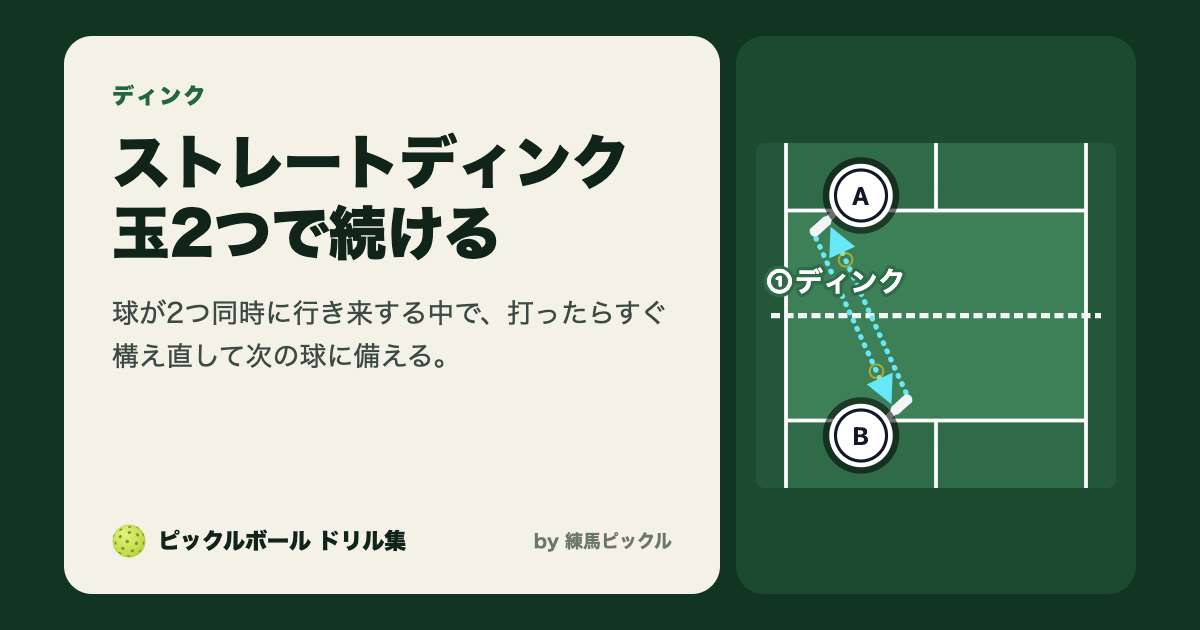 ディンク
ストレートディンク
玉2つで続ける
球が2つ同時に行き来する中で、打ったらすぐ
構え直して次の球に備える。
ピックルボール ドリル集
by 練馬ピックル
A
①ディンク
B